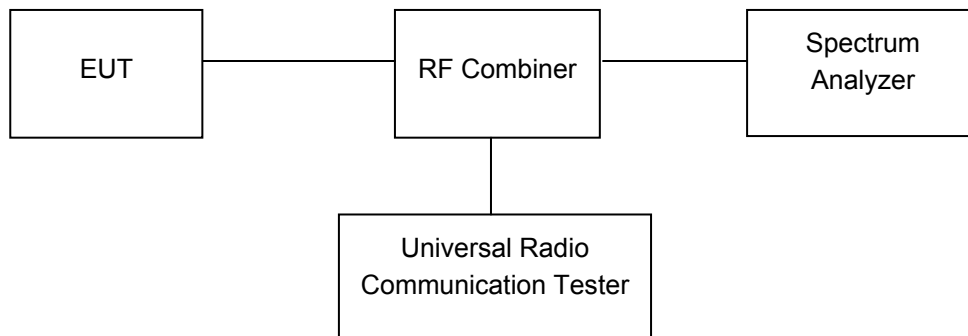 EUT
RF Combiner
Spectrum
Analyzer
Universal Radio
Communication Tester